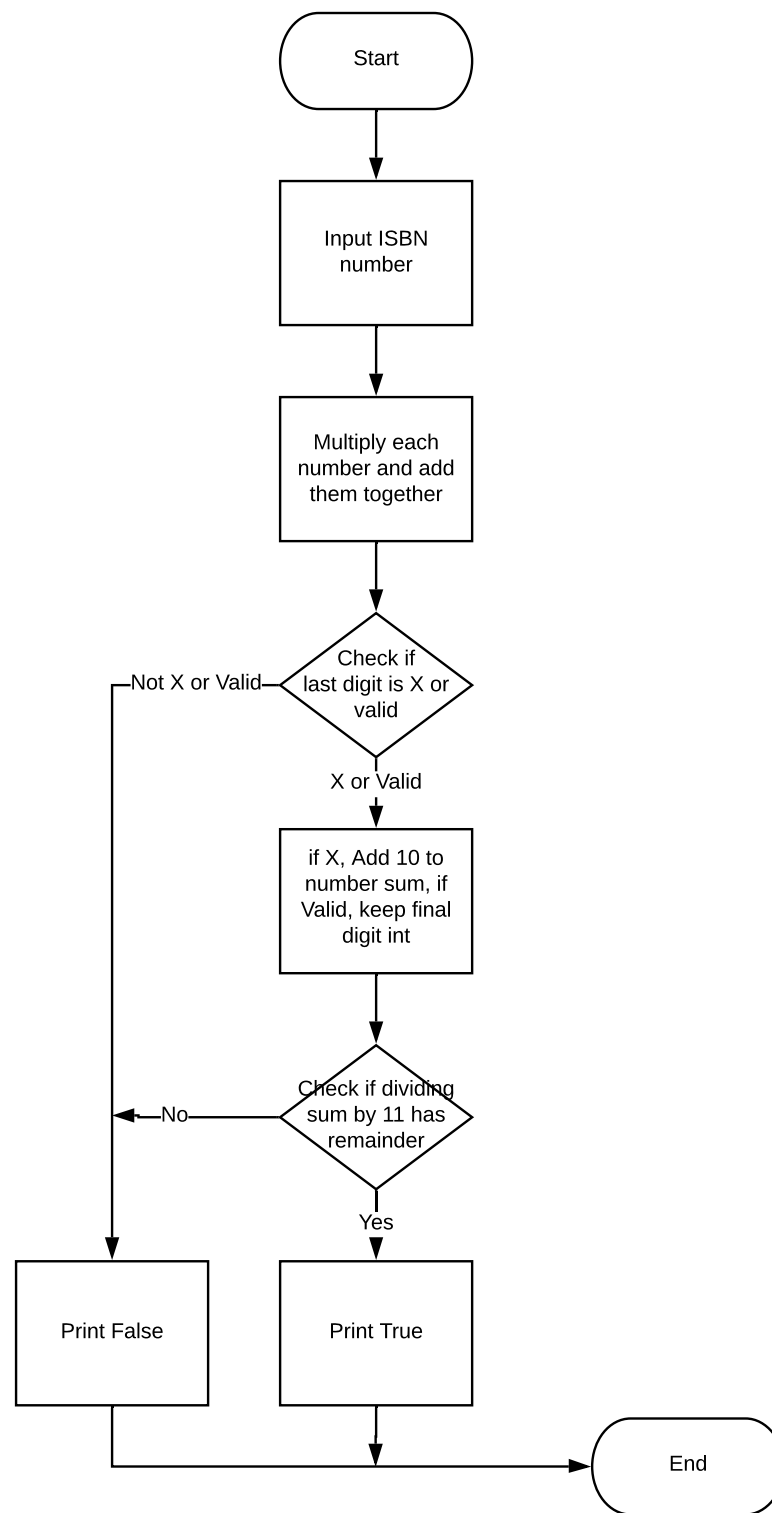 Start
Input ISBN
number
Multiply each
number and add
them together
Check if
last digit is X or
valid
Not X or Valid
X or Valid
if X, Add 10 to
number sum, if
Valid, keep final
digit int
Check if dividing
sum by 11 has
remainder
No
Yes
Print False
Print True
End